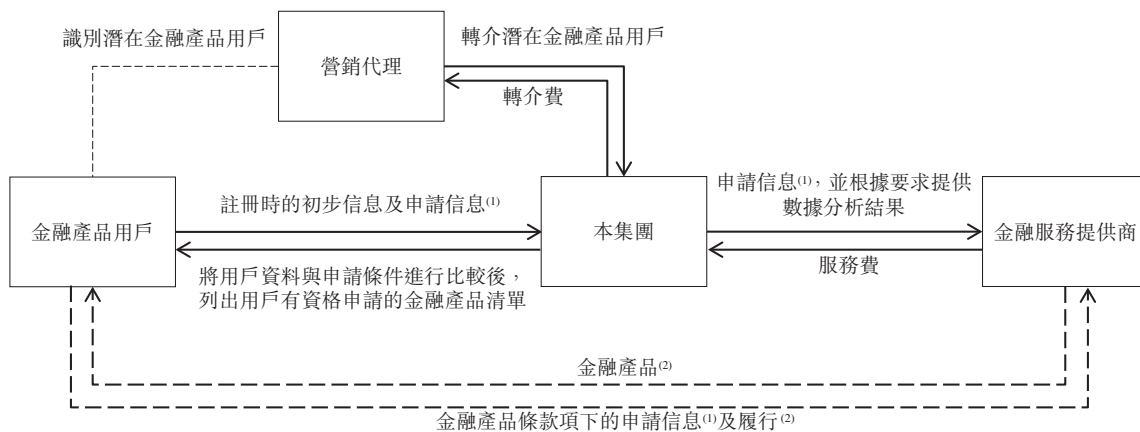 識別潛在金融產品用戶
營銷代理
轉介潛在金融產品用戶
轉介費
金融產品用戶
註冊時的初步信息及申請信息(1)
將用戶資料與申請條件進行比較後，
列出用戶有資格申請的金融產品清單
本集團
申請信息(1)，並根據要求提供
數據分析結果
服務費
金融服務提供商
金融產品(2)
金融產品條款項下的申請信息(1)及履行(2)